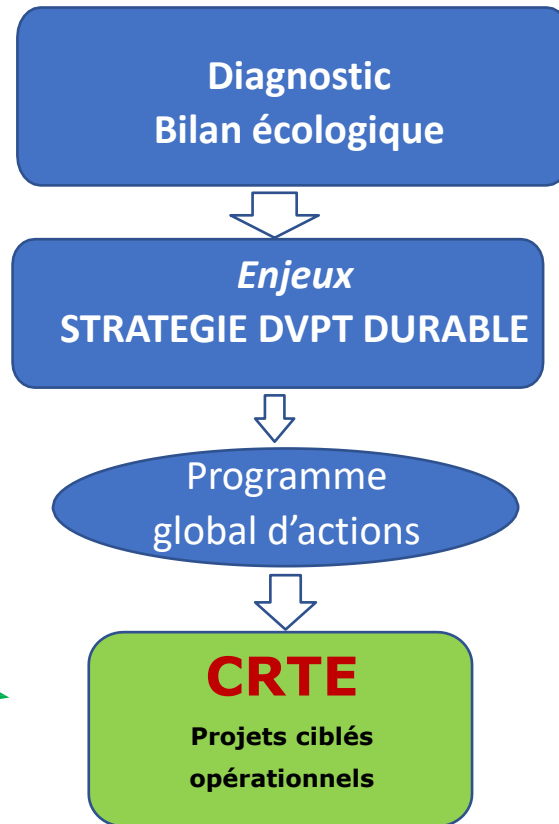 Diagnostic
Bilan écologique
Enjeux
STRATEGIE DVPT DURABLE
Programme
global d’actions
CRTE
Projets ciblés
opérationnels